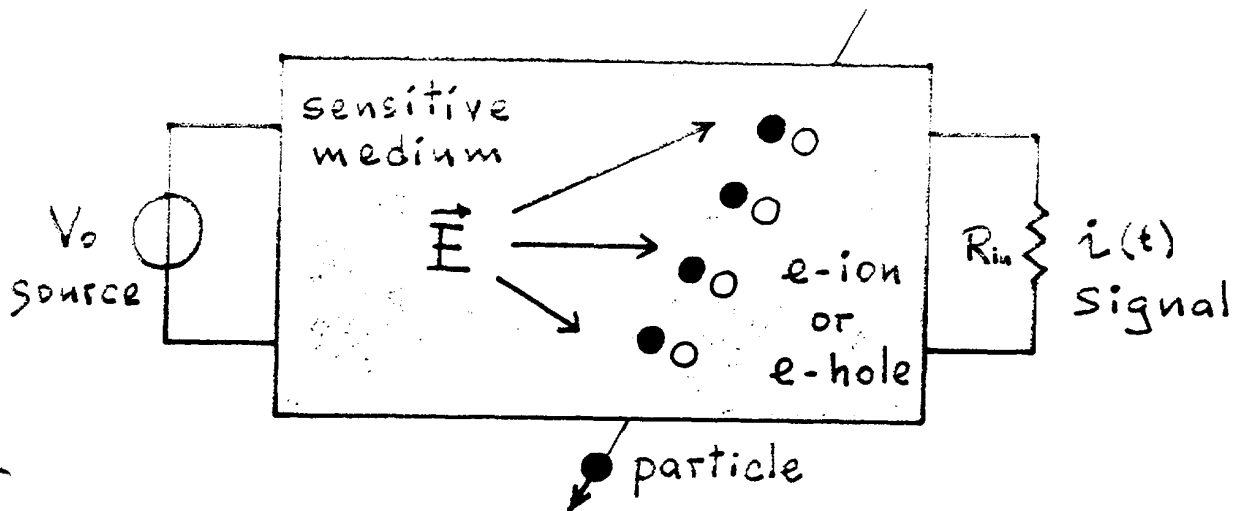 sensitive
medium
E
V₀
source
Rin
i(t)
signal
e-ion
or
e-hole
particle